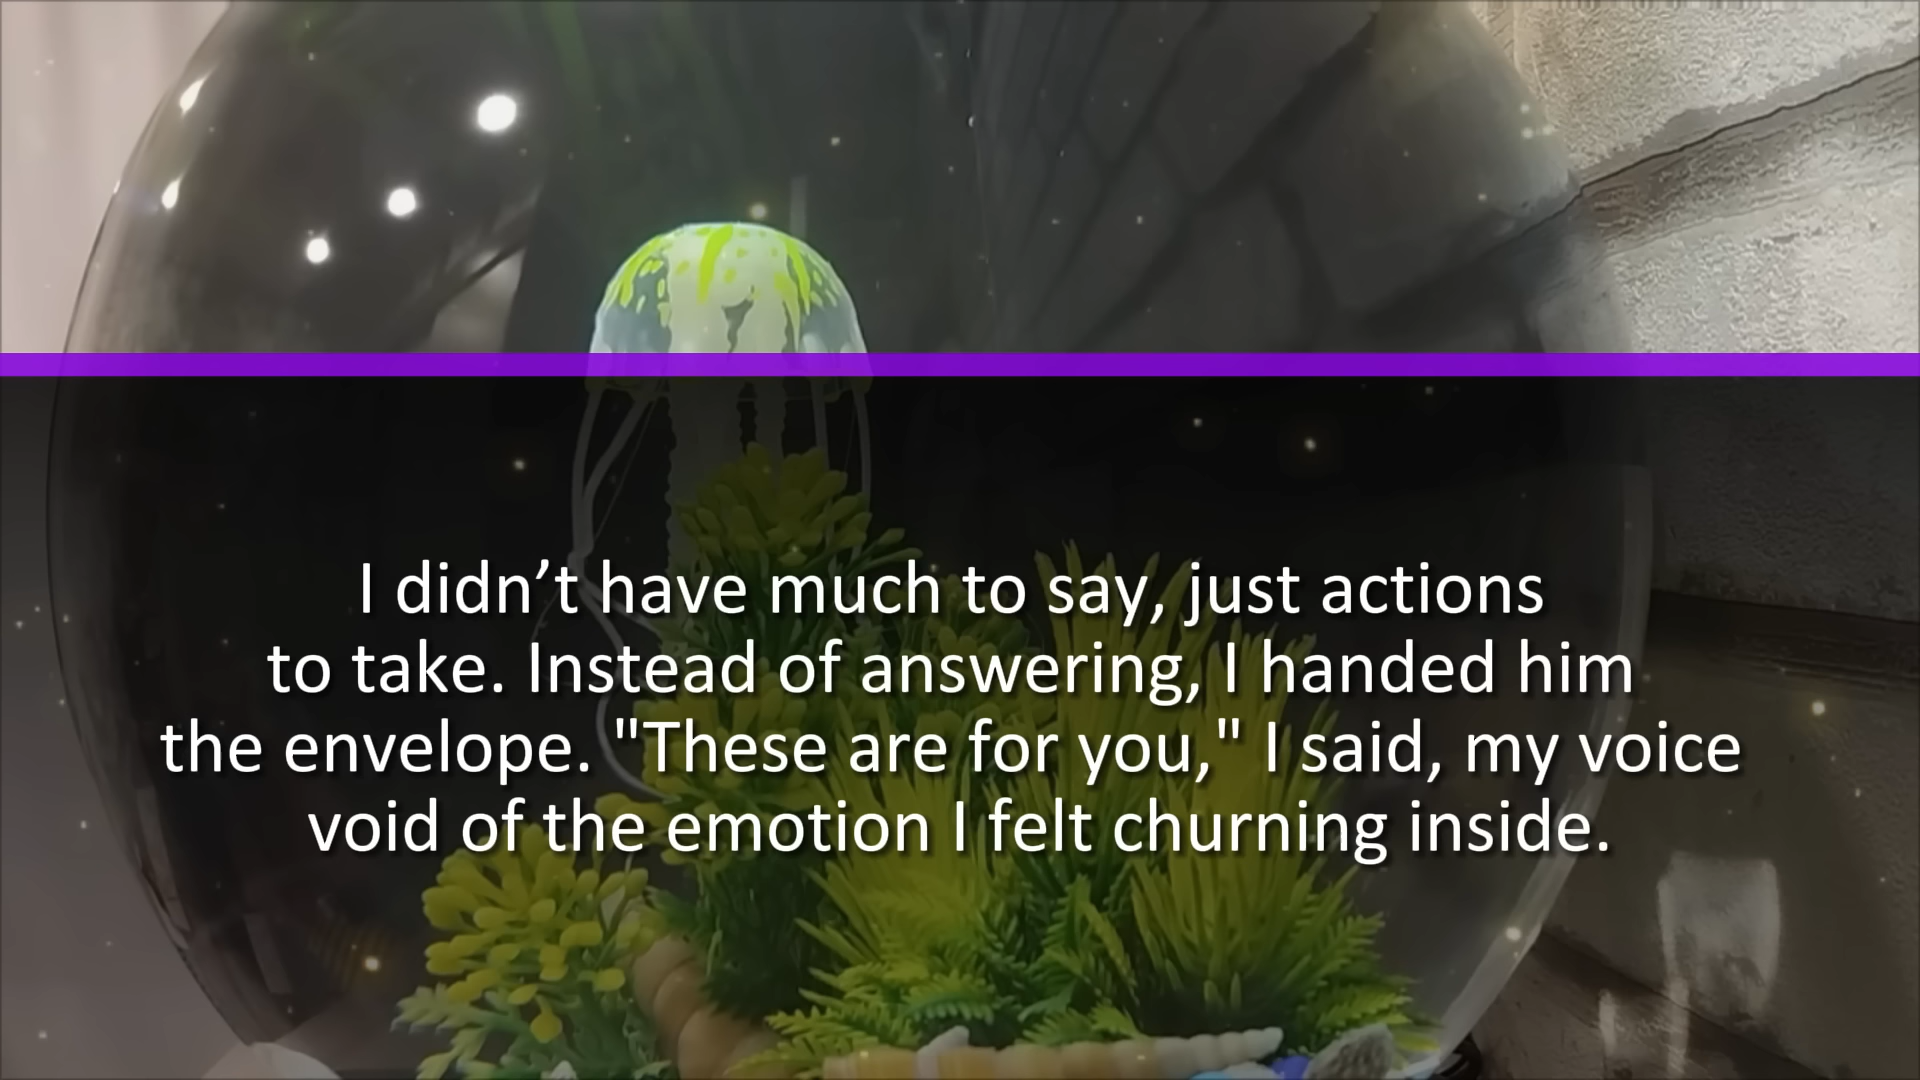 I didn’t have much to say, just actions
to take. Instead of answering, I handed him
the envelope. "These are for you," I said, my voice
void of the emotion I felt churning inside.